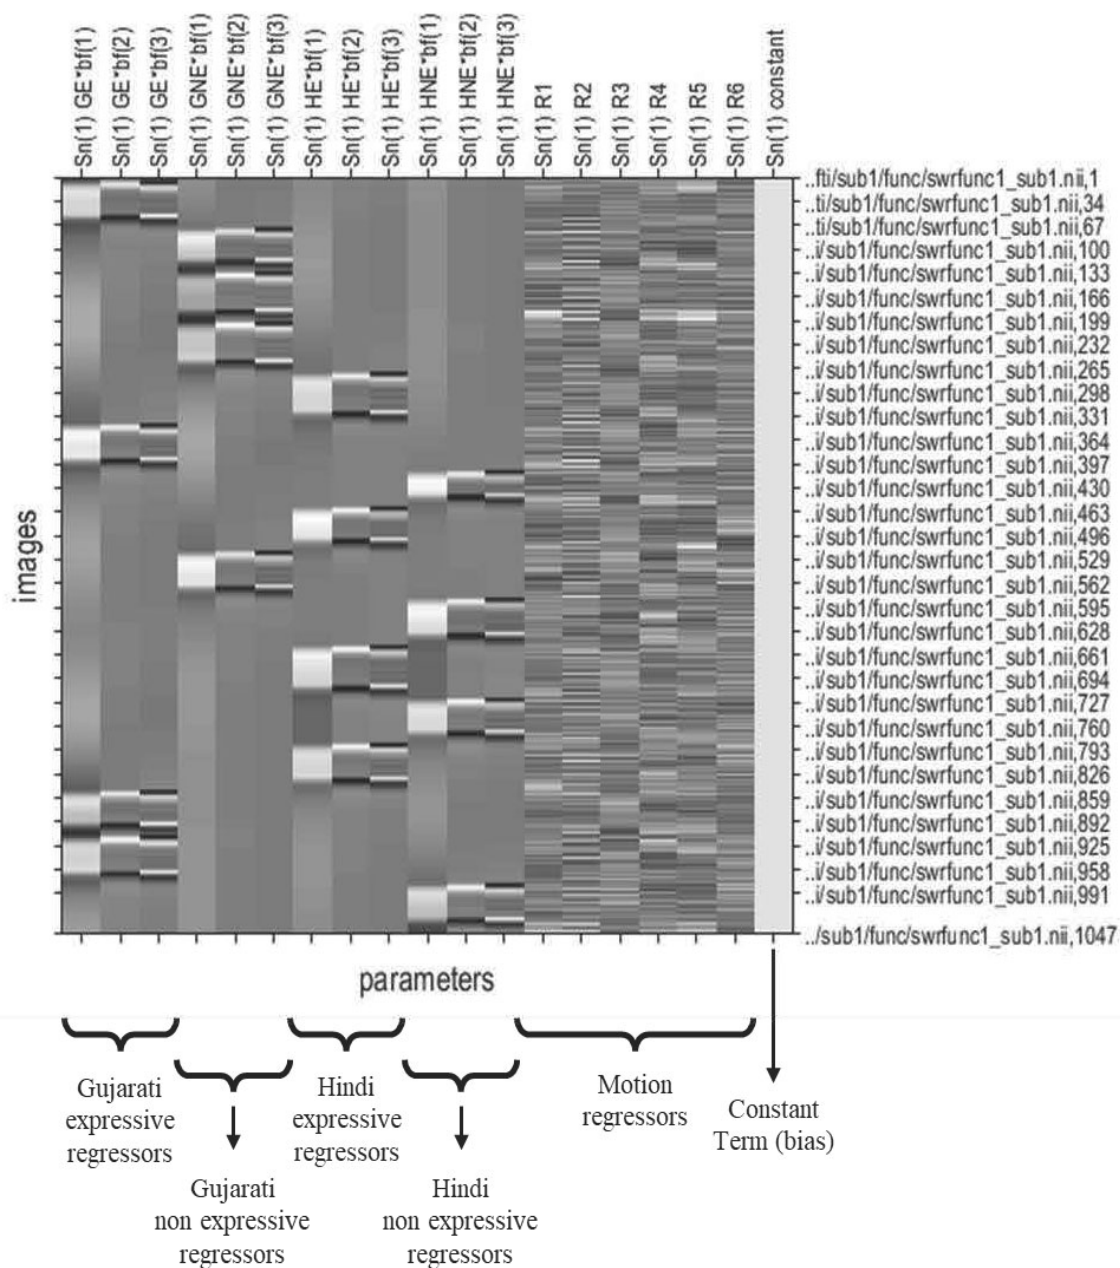 Sn(1) GE*bf(1)
Sn(1) GE*bf(2)
Sn(1) GE*bf(3)
Sn(1) GNE*bf(1)
Sn(1) GNE*bf(2)
Sn(1) GNE*bf(3)
Sn(1) HE*bf(1)
Sn(1) HE*bf(2)
Sn(1) HE*bf(3)
Sn(1) HNE*bf(1)
Sn(1) HNE*bf(2)
Sn(1) HNE*bf(3)
Sn(1) R1
Sn(1) R2
Sn(1) R3
Sn(1) R4
Sn(1) R5
Sn(1) R6
Sn(1) constant
..fti/sub1/func/swrfunc1_sub1.nii,1
..ti/sub1/func/swrfunc1_sub1.nii,34
..ti/sub1/func/swrfunc1_sub1.nii,67
..i/sub1/func/swrfunc1_sub1.nii,100
..i/sub1/func/swrfunc1_sub1.nii,133
..i/sub1/func/swrfunc1_sub1.nii,166
..i/sub1/func/swrfunc1_sub1.nii,199
..i/sub1/func/swrfunc1_sub1.nii,232
..i/sub1/func/swrfunc1_sub1.nii,265
..i/sub1/func/swrfunc1_sub1.nii,298
..i/sub1/func/swrfunc1_sub1.nii,331
..i/sub1/func/swrfunc1_sub1.nii,364
..i/sub1/func/swrfunc1_sub1.nii,397
..i/sub1/func/swrfunc1_sub1.nii,430
..i/sub1/func/swrfunc1_sub1.nii,463
..i/sub1/func/swrfunc1_sub1.nii,496
..i/sub1/func/swrfunc1_sub1.nii,529
..i/sub1/func/swrfunc1_sub1.nii,562
..i/sub1/func/swrfunc1_sub1.nii,595
..i/sub1/func/swrfunc1_sub1.nii,628
..i/sub1/func/swrfunc1_sub1.nii,661
..i/sub1/func/swrfunc1_sub1.nii,694
..i/sub1/func/swrfunc1_sub1.nii,727
..i/sub1/func/swrfunc1_sub1.nii,760
..i/sub1/func/swrfunc1_sub1.nii,793
..i/sub1/func/swrfunc1_sub1.nii,826
..i/sub1/func/swrfunc1_sub1.nii,859
..i/sub1/func/swrfunc1_sub1.nii,892
..i/sub1/func/swrfunc1_sub1.nii,925
..i/sub1/func/swrfunc1_sub1.nii,958
..i/sub1/func/swrfunc1_sub1.nii,991
../sub1/func/swrfunc1_sub1.nii,1047
images
parameters
Gujarati
expressive
regressors
Gujarati
non expressive
regressors
Hindi
expressive
regressors
Hindi
non expressive
regressors
Motion
regressors
Constant
Term (bias)